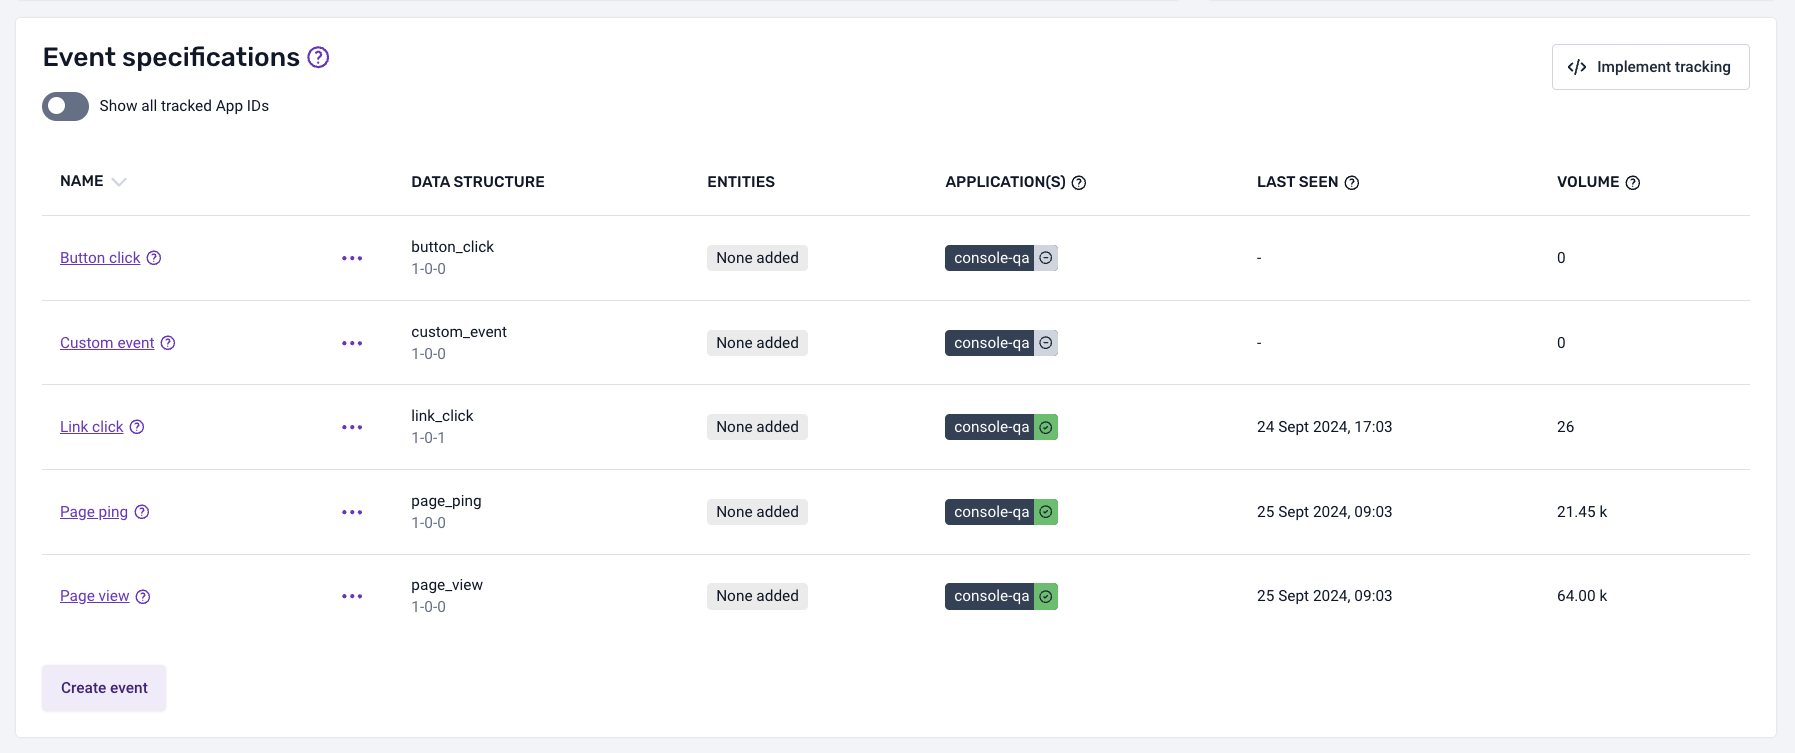 Event specifications
Implement tracking
Show all tracked App IDs
NAME DATA STRUCTURE ENTITIES APPLICATION(S) LAST SEEN VOLUME
Button click button_click 1-0-0 None added console-qa - 0
Custom event custom_event 1-0-0 None added console-qa - 0
Link click link_click 1-0-1 None added console-qa 24 Sept 2024, 17:03 26
Page ping page_ping 1-0-0 None added console-qa 25 Sept 2024, 09:03 21.45 k
Page view page_view 1-0-0 None added console-qa 25 Sept 2024, 09:03 64.00 k
Create event